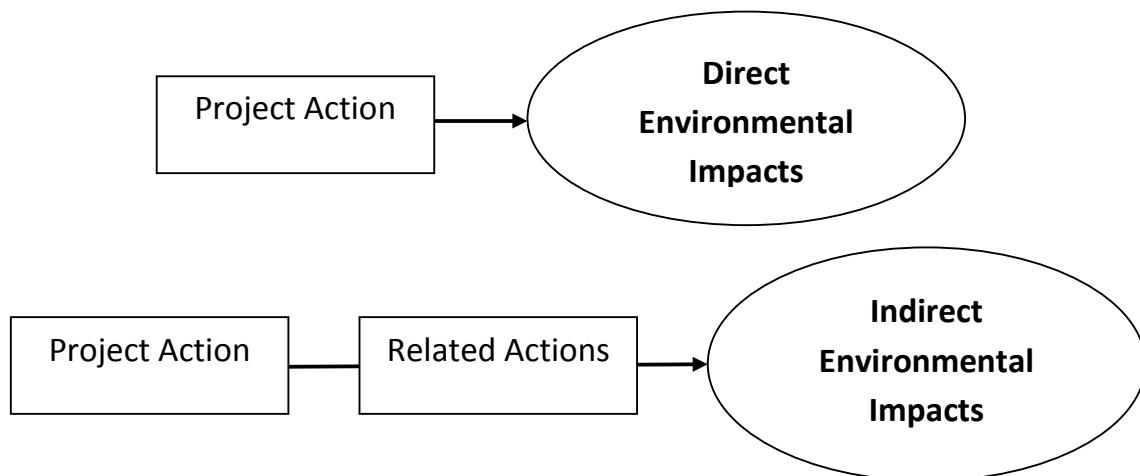 Project Action
Direct
Environmental
Impacts
Project Action
Related Actions
Indirect
Environmental
Impacts